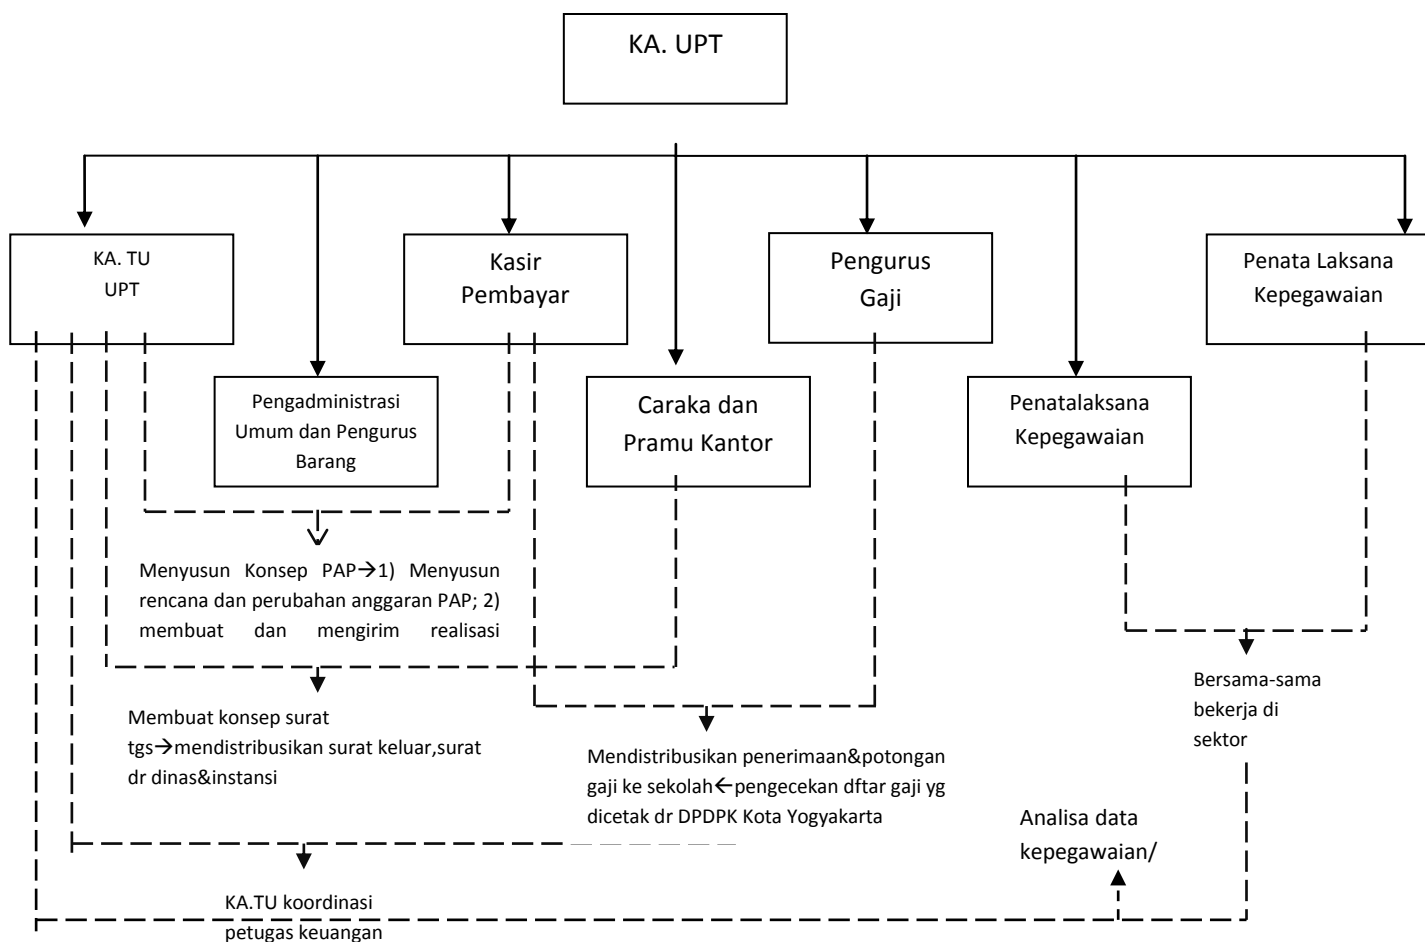 KA. UPT
KA. TU
UPT
Kasir
Pembayar
Pengurus
Gaji
Penata Laksana
Kepegawaian
Pengadministrasi
Umum dan Pengurus
Barang
Caraka dan
Pramu Kantor
Penatalaksana
Kepegawaian
Menyusun Konsep PAP→1) Menyusun
rencana dan perubahan anggaran PAP; 2)
membuat dan mengirim realisasi
Membuat konsep surat
tgs→mendistribusikan surat keluar,surat
dr dinas&instansi
Mendistribusikan penerimaan&potongan
gaji ke sekolah←pengecekan dftar gaji yg
dicetak dr DPDPK Kota Yogyakarta
Bersama-sama
bekerja di
sektor
Analisa data
kepegawaian/
KA.TU koordinasi
petugas keuangan